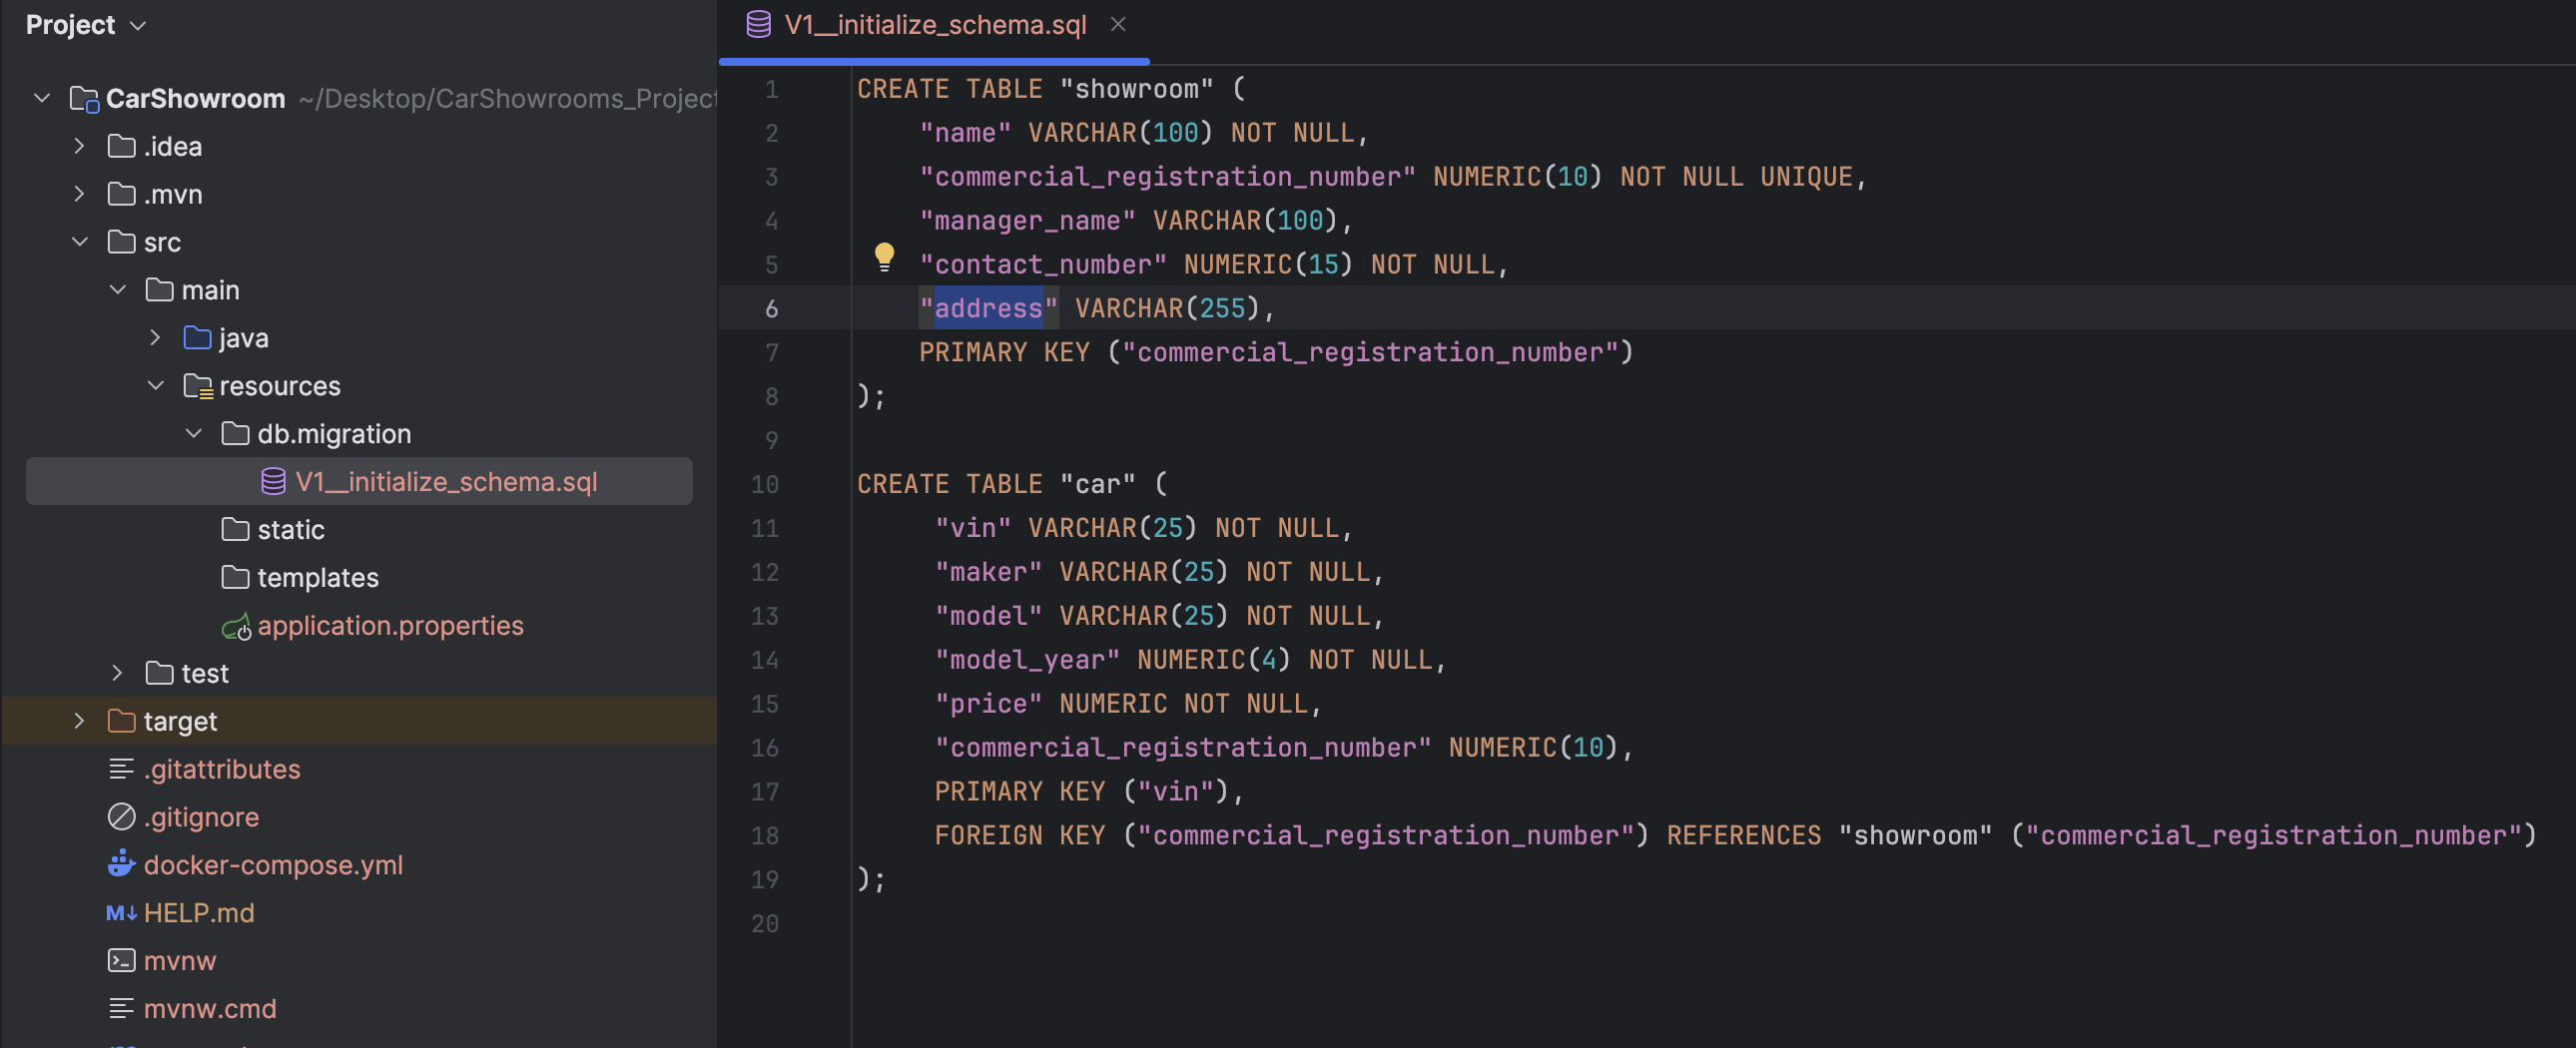 Project
CarShowroom ~/Desktop/CarShowrooms_Project
.idea
.mvn
src
main
java
resources
db.migration
V1__initialize_schema.sql
static
templates
application.properties
test
target
.gitattributes
.gitignore
docker-compose.yml
M↓ HELP.md
mvnw
mvnw.cmd
V1__initialize_schema.sql
1 CREATE TABLE "showroom" (
2 "name" VARCHAR(100) NOT NULL,
3 "commercial_registration_number" NUMERIC(10) NOT NULL UNIQUE,
4 "manager_name" VARCHAR(100),
5 "contact_number" NUMERIC(15) NOT NULL,
6 "address" VARCHAR(255),
7 PRIMARY KEY ("commercial_registration_number")
8 );
9
10 CREATE TABLE "car" (
11 "vin" VARCHAR(25) NOT NULL,
12 "maker" VARCHAR(25) NOT NULL,
13 "model" VARCHAR(25) NOT NULL,
14 "model_year" NUMERIC(4) NOT NULL,
15 "price" NUMERIC NOT NULL,
16 "commercial_registration_number" NUMERIC(10),
17 PRIMARY KEY ("vin"),
18 FOREIGN KEY ("commercial_registration_number") REFERENCES "showroom" ("commercial_registration_number")
19 );
20